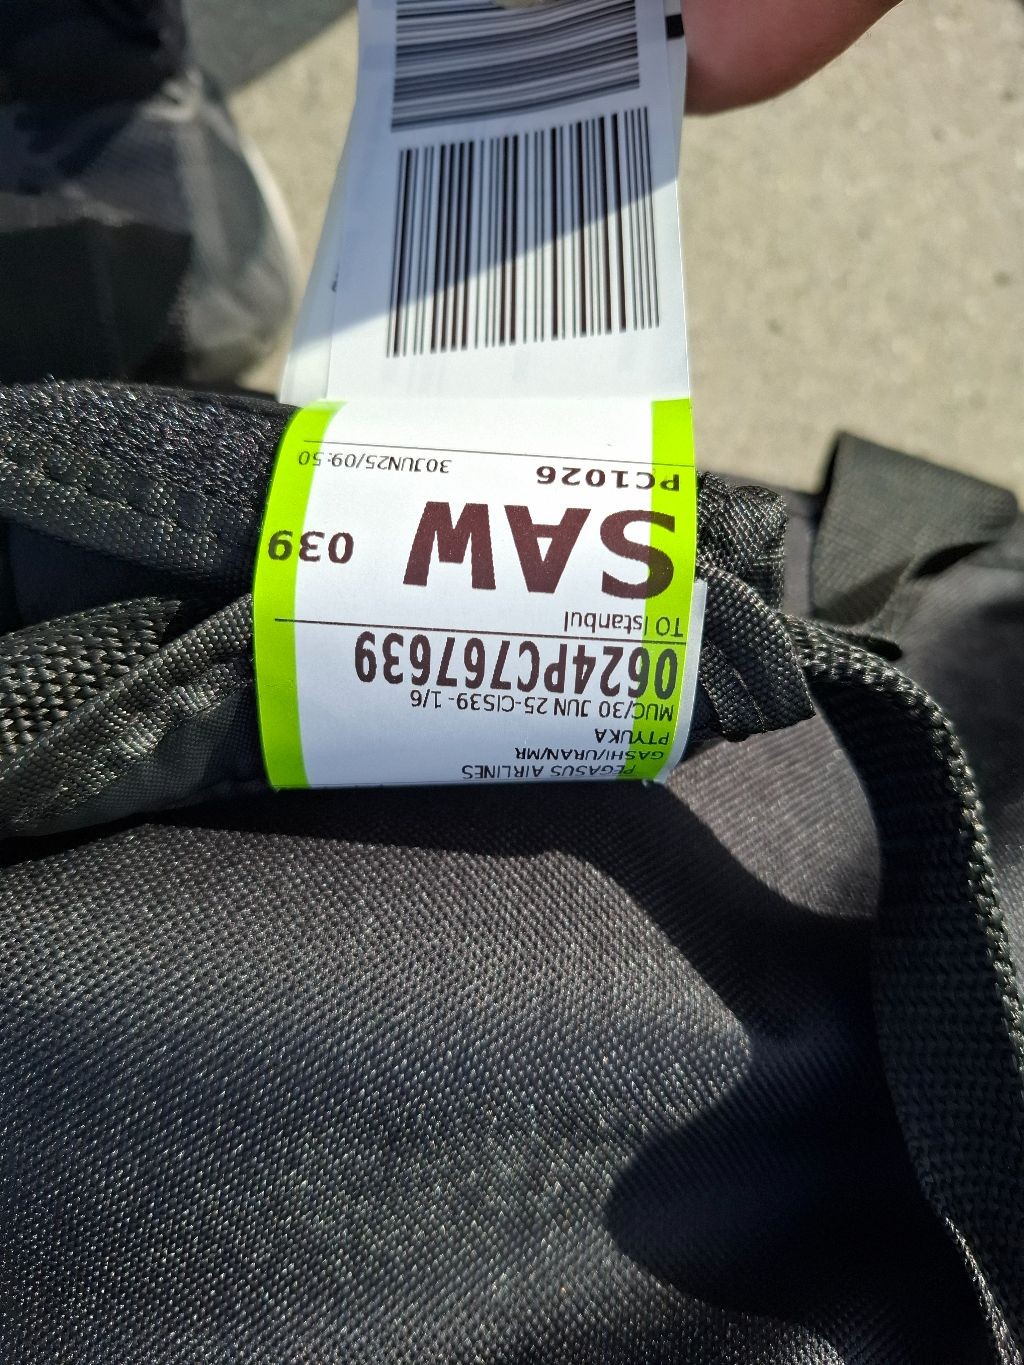 PEGASUS AIRLINES
GASHI/URAN/MR
PTYUKA
MUC/30 JUN 25-CIS39- 1/6
0624PC767639
TO Istanbul
SAW 039
PC1026 30JUN25/09:50